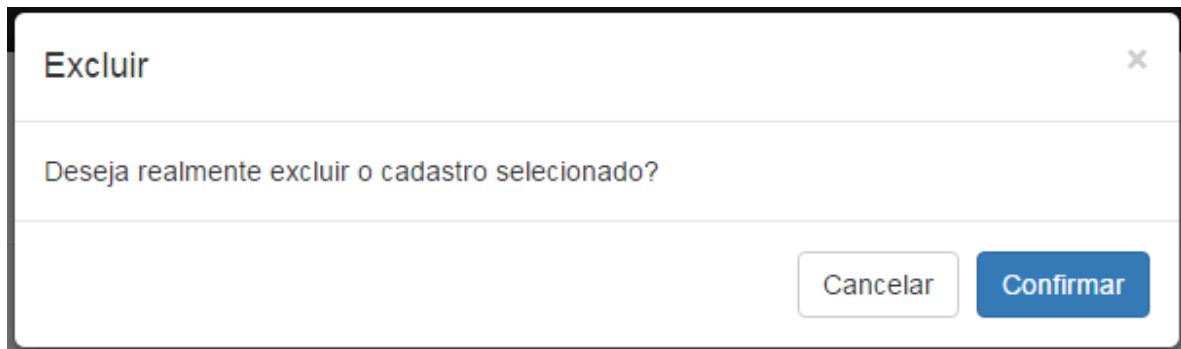 Excluir ×
Deseja realmente excluir o cadastro selecionado?
Cancelar Confirmar